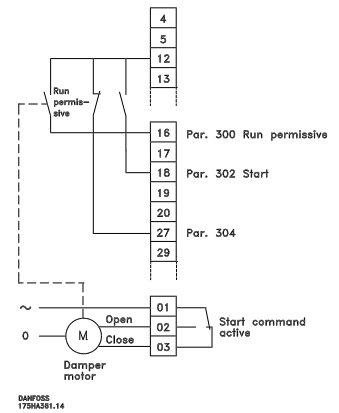 4
5
12
13
Run
permis-
sive
16 Par. 300 Run permissive
17
18 Par. 302 Start
19
20
27 Par. 304
29
~ 01
Open 02 Start command
active
0 M Close 03
Damper
motor
DANFOSS
175HA361.14